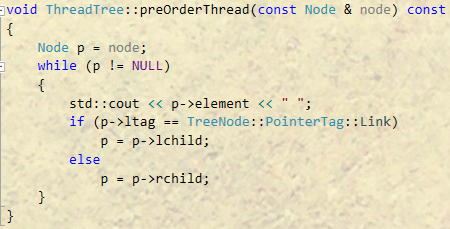 void ThreadTree::preOrderThread(const Node & node) const
{
    Node p = node;
    while (p != NULL)
    {
        std::cout << p->element << " ";
        if (p->ltag == TreeNode::PointerTag::Link)
            p = p->lchild;
        else
            p = p->rchild;
    }
}